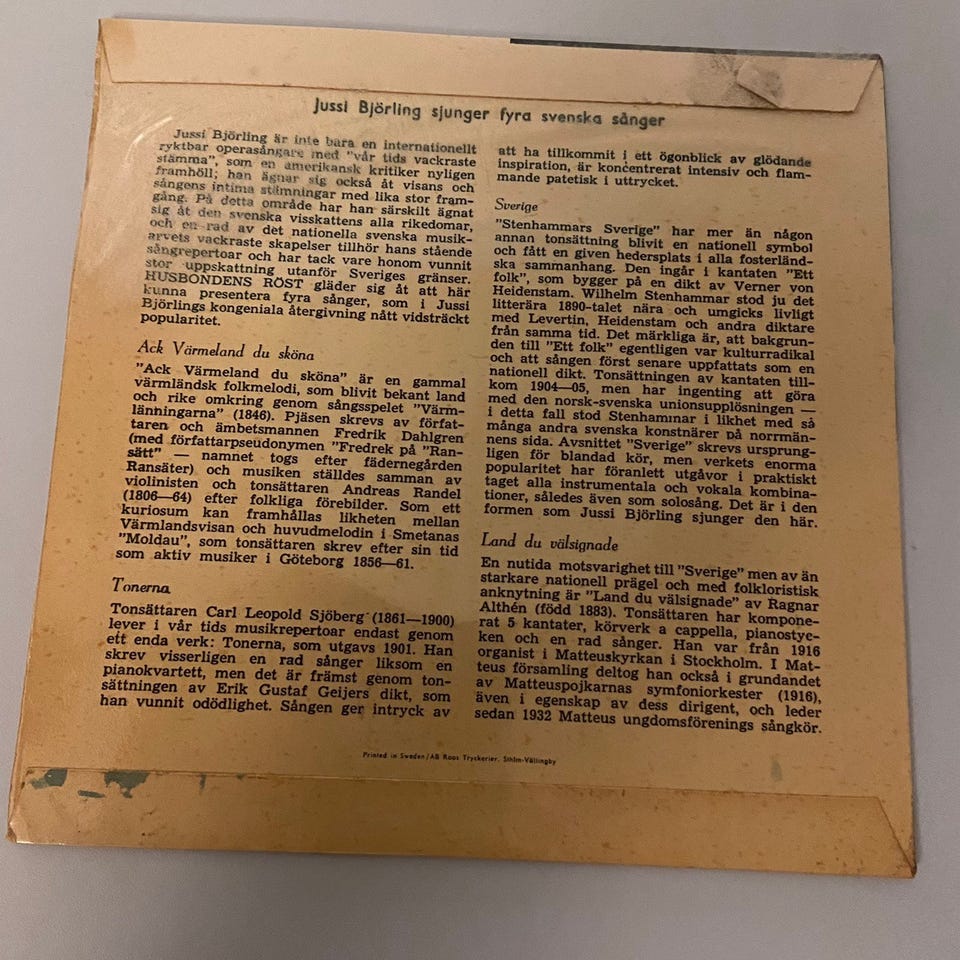 Jussi Björling sjunger fyra svenska sånger
Jussi Björling är inte bara en internationellt
ryktbar operasångare med "vår tids vackraste
stämma", som en amerikansk kritiker nyligen
framhöll; han ägnar sig också åt visans och
sångens intima stämningar med lika stor fram-
gång. På detta område har han särskilt ägnat
sig åt den svenska visskattens alla rikedomar,
och en rad av det nationella svenska musik-
arvets vackraste skapelser tillhör hans stående
sångrepertoar och har tack vare honom vunnit
stor uppskattning utanför Sveriges gränser.
HUSBONDENS RÖST gläder sig åt att här
kunna presentera fyra sånger, som i Jussi
Björlings kongeniala återgivning nått vidsträckt
popularitet.
Ack Värmeland du sköna
"Ack Värmeland du sköna" är en gammal
värmländsk folkmelodi, som blivit bekant land
och rike omkring genom sångsspelet "Värm-
länningarna" (1846). Pjäsen skrevs av förfat-
taren och ämbetsmannen Fredrik Dahlgren
(med författarpseudonymen "Fredrek på "Ran-
sätt" — namnet togs efter fädernegården
Ransäter) och musiken ställdes samman av
violinisten och tonsättaren Andreas Randel
(1806—64) efter folkliga förebilder. Som ett
kuriosum kan framhållas likheten mellan
Värmlandsvisan och huvudmelodin i Smetanas
"Moldau", som tonsättaren skrev efter sin tid
som aktiv musiker i Göteborg 1856—61.
Tonerna
Tonsättaren Carl Leopold Sjöberg (1861—1900)
lever i vår tids musikrepertoar endast genom
ett enda verk: Tonerna, som utgavs 1901. Han
skrev visserligen en rad sånger liksom en
pianokvartett, men det är främst genom ton-
sättningen av Erik Gustaf Geijers dikt, som
han vunnit odödlighet. Sången ger intryck av
att ha tillkommit i ett ögonblick av glödande
inspiration, är koncentrerat intensiv och flam-
mande patetisk i uttrycket.
Sverige
"Stenhammars Sverige" har mer än någon
annan tonsättning blivit en nationell symbol
och fått en given hedersplats i alla fosterländ-
ska sammanhang. Den ingår i kantaten "Ett
folk", som bygger på en dikt av Verner von
Heidenstam. Wilhelm Stenhammar stod ju det
litterära 1890-talet nära och umgicks livligt
med Levertin, Heidenstam och andra diktare
från samma tid. Det märkliga är, att bakgrun-
den till "Ett folk" egentligen var kulturradikal
och att sången först senare uppfattats som en
nationell dikt. Tonsättningen av kantaten till-
kom 1904—05, men har ingenting att göra
med den norsk-svenska unionsupplösningen —
i detta fall stod Stenhammar i likhet med så
många andra svenska konstnärer på norrmän-
nens sida. Avsnittet "Sverige" skrevs ursprung-
ligen för blandad kör, men verkets enorma
popularitet har föranlett utgåvor i praktiskt
taget alla instrumentala och vokala kombina-
tioner, således även som solosång. Det är i den
formen som Jussi Björling sjunger den här.
Land du välsignade
En nutida motsvarighet till "Sverige" men av än
starkare nationell prägel och med folkloristisk
anknytning är "Land du välsignade" av Ragnar
Althén (född 1883). Tonsättaren har kompone-
rat 5 kantater, körverk a cappella, pianostyc-
ken och en rad sånger. Han var från 1916
organist i Matteuskyrkan i Stockholm. I Mat-
teus församling deltog han också i grundandet
av Matteuspojkarnas symfoniorkester (1916),
även i egenskap av dess dirigent, och leder
sedan 1932 Matteus ungdomsförenings sångkör.
Printed in Sweden/AB Roos Tryckerier, Sthlm-Vällingby